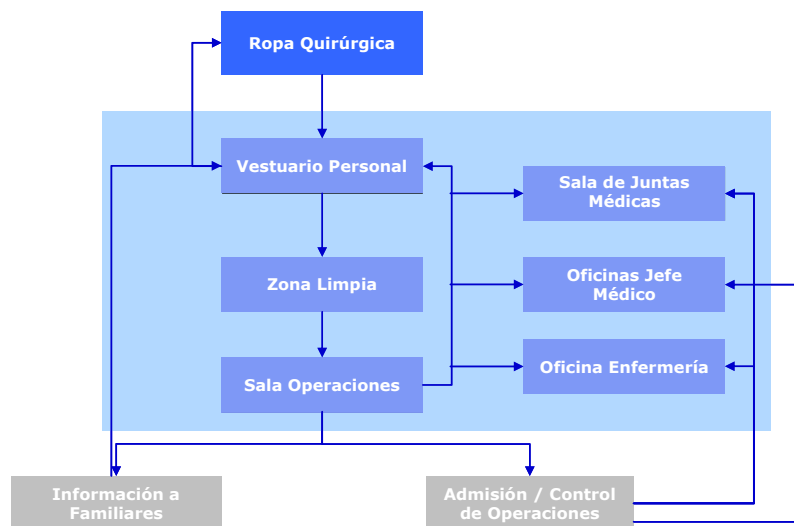 Ropa Quirúrgica
Vestuario Personal
Sala de Juntas
Médicas
Zona Limpia
Oficinas Jefe
Médico
Sala Operaciones
Oficina Enfermería
Información a
Familiares
Admisión / Control
de Operaciones